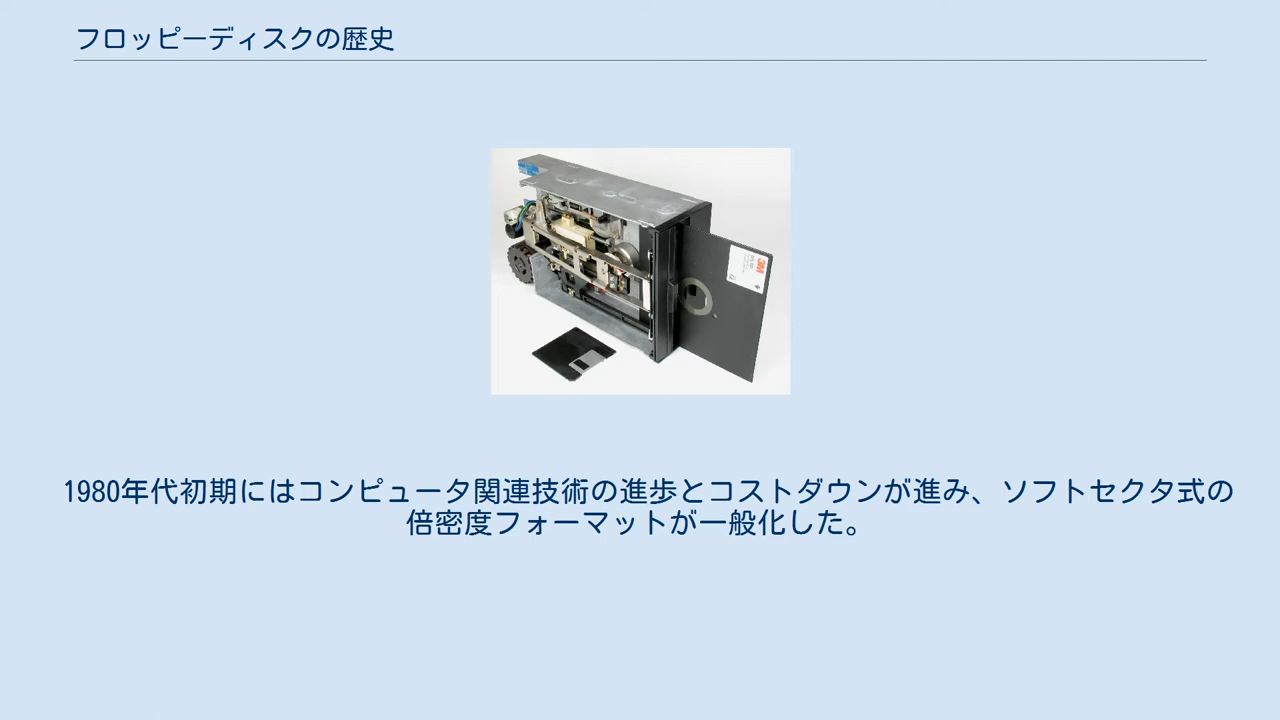 フロッピーディスクの歴史
3M
1980年代初期にはコンピュータ関連技術の進歩とコストダウンが進み、ソフトセクタ式の
倍密度フォーマットが一般化した。